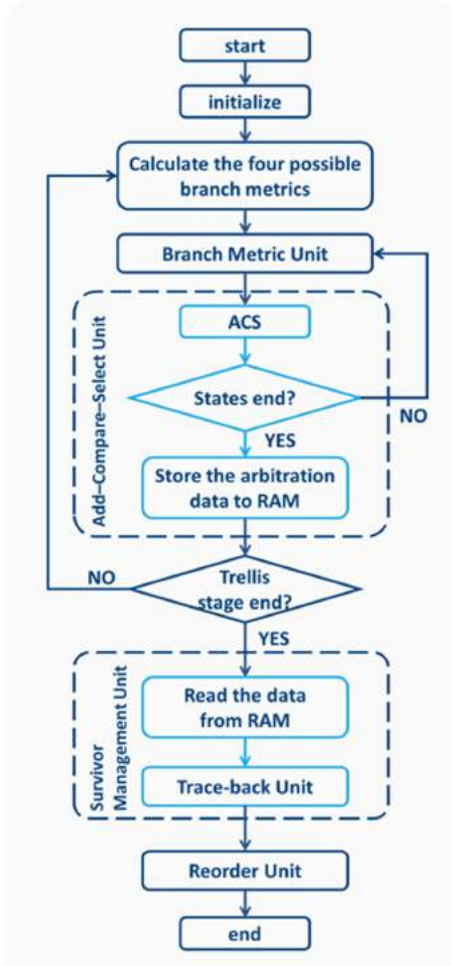 start
initialize
Calculate the four possible
branch metrics
Branch Metric Unit
Add–Compare–Select Unit
ACS
States end?
NO
YES
Store the arbitration
data to RAM
NO
Trellis
stage end?
YES
Survivor
Management Unit
Read the data
from RAM
Trace-back Unit
Reorder Unit
end